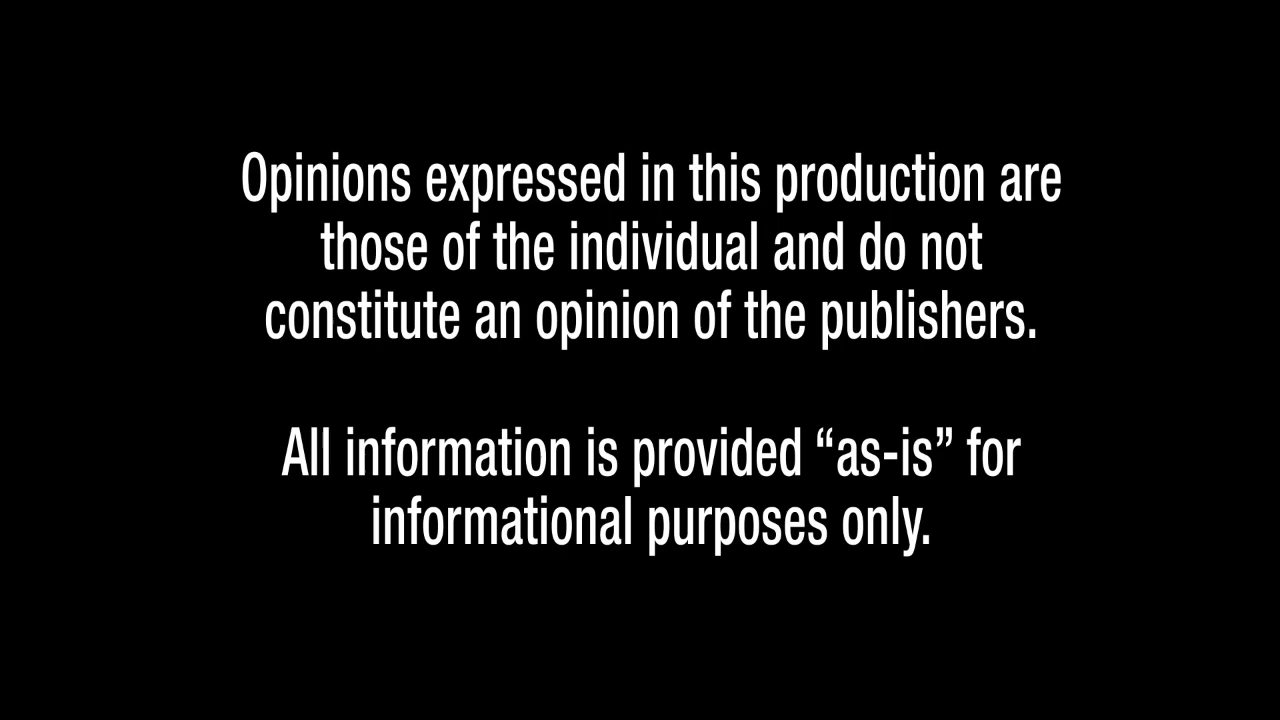 Opinions expressed in this production are
those of the individual and do not
constitute an opinion of the publishers.
All information is provided “as-is” for
informational purposes only.